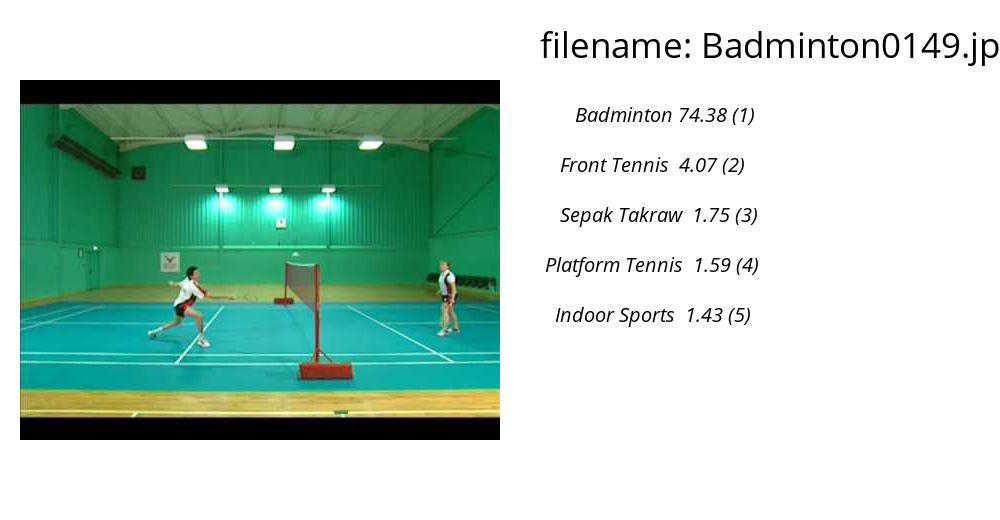 filename: Badminton0149.jp
Badminton 74.38 (1)
Front Tennis 4.07 (2)
Sepak Takraw 1.75 (3)
Platform Tennis 1.59 (4)
Indoor Sports 1.43 (5)